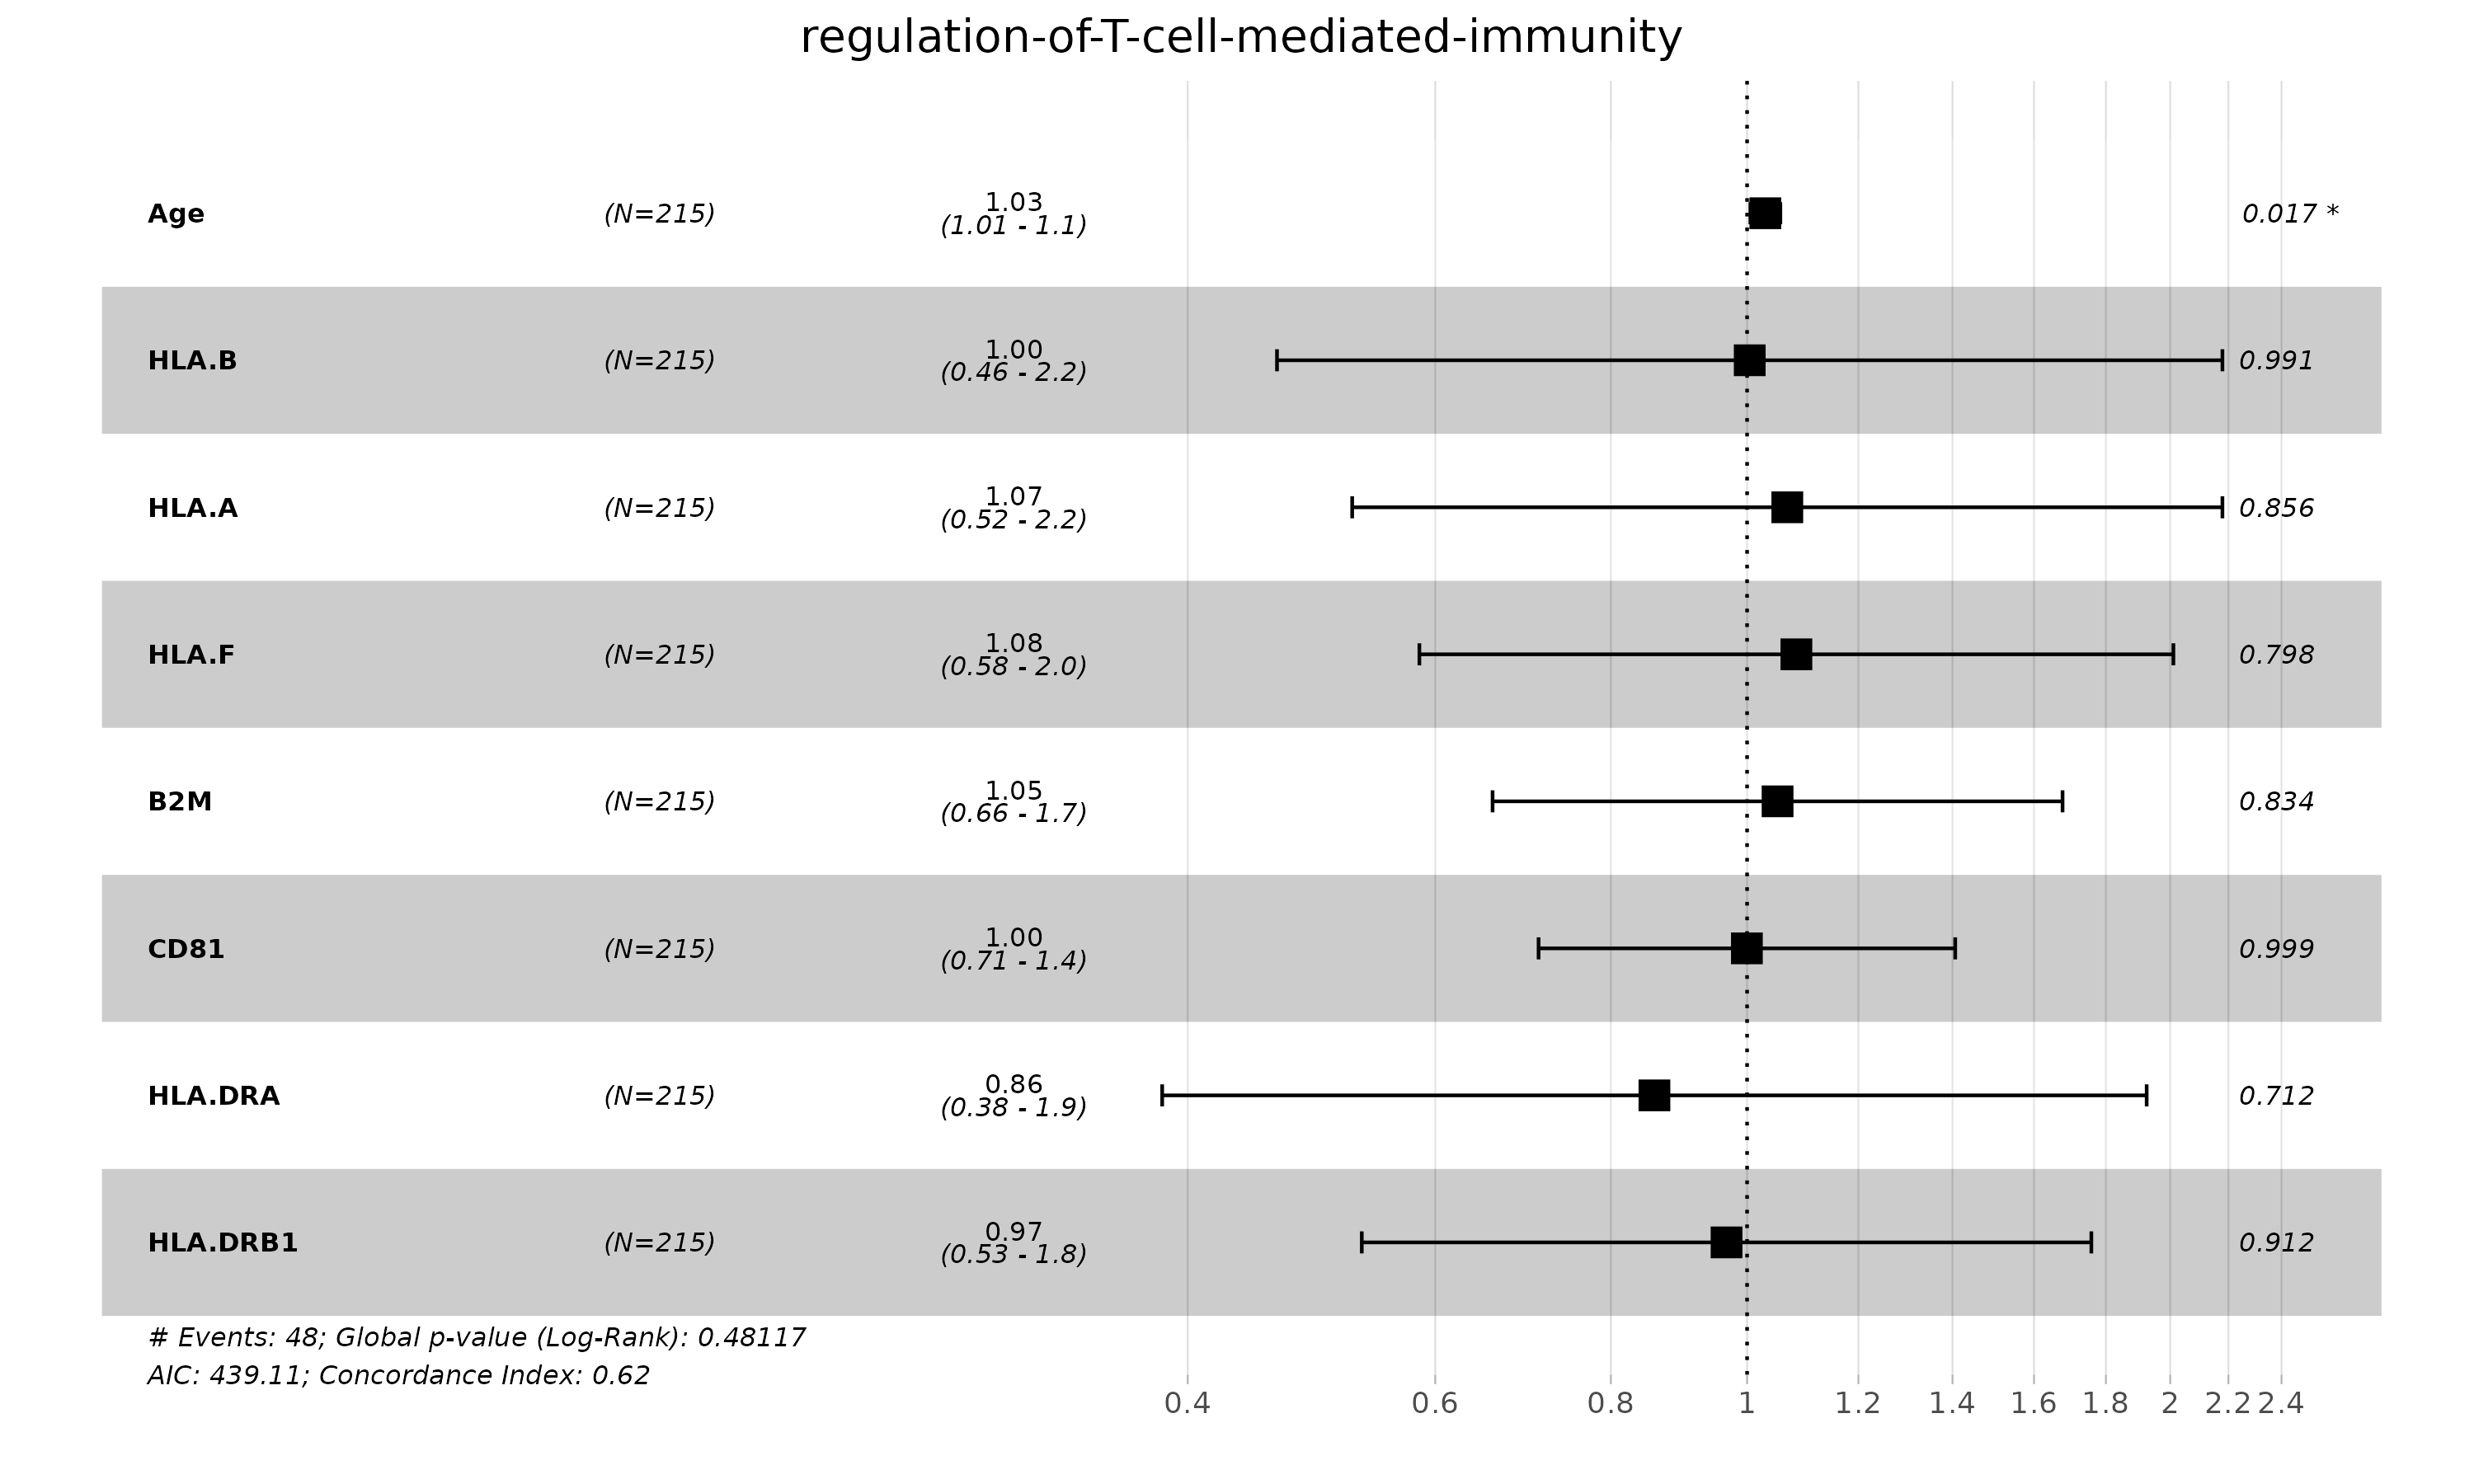 regulation-of-T-cell-mediated-immunity
Age (N=215) 1.03 (1.01 - 1.1) 0.017 *
HLA.B (N=215) 1.00 (0.46 - 2.2) 0.991
HLA.A (N=215) 1.07 (0.52 - 2.2) 0.856
HLA.F (N=215) 1.08 (0.58 - 2.0) 0.798
B2M (N=215) 1.05 (0.66 - 1.7) 0.834
CD81 (N=215) 1.00 (0.71 - 1.4) 0.999
HLA.DRA (N=215) 0.86 (0.38 - 1.9) 0.712
HLA.DRB1 (N=215) 0.97 (0.53 - 1.8) 0.912
# Events: 48; Global p-value (Log-Rank): 0.48117
AIC: 439.11; Concordance Index: 0.62
0.4 0.6 0.8 1 1.2 1.4 1.6 1.8 2 2.2 2.4